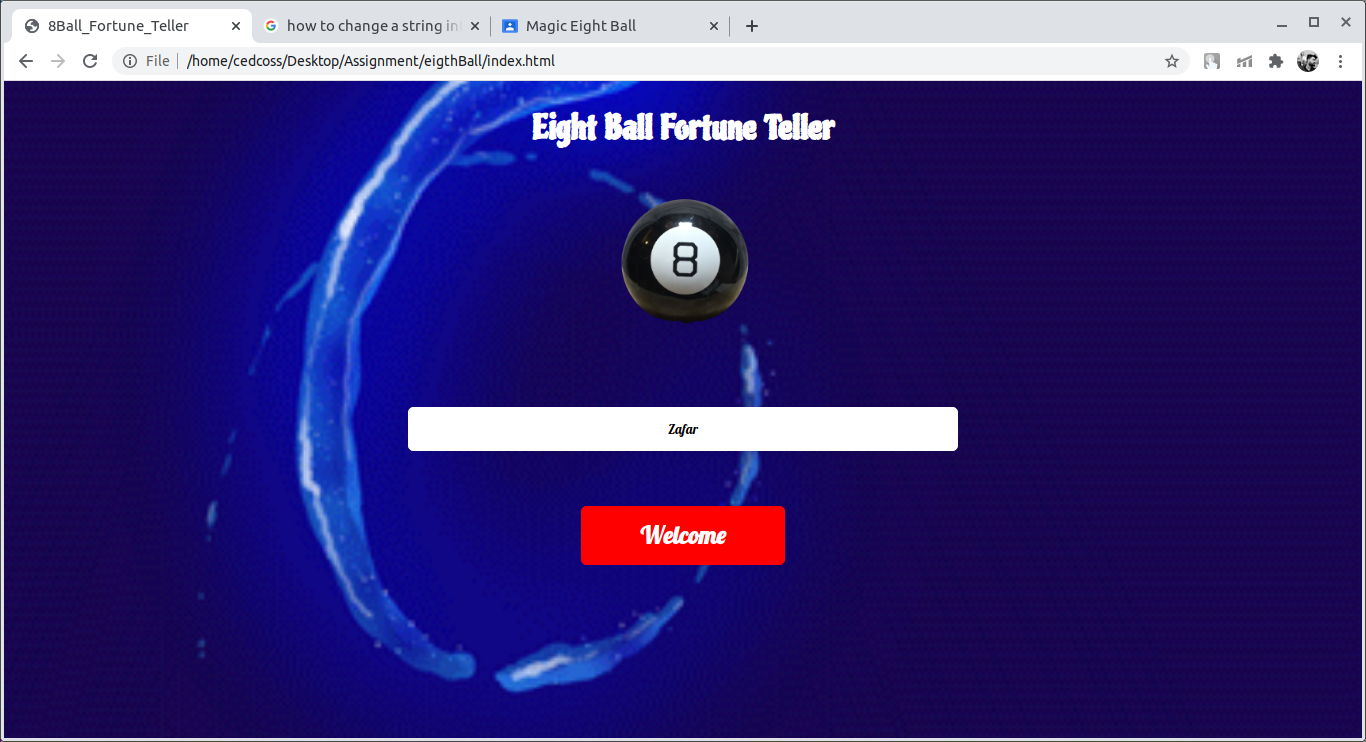 8Ball_Fortune_Teller
how to change a string in
Magic Eight Ball
File
/home/cedcoss/Desktop/Assignment/eigthBall/index.html
Eight Ball Fortune Teller
8
Zafar
Welcome